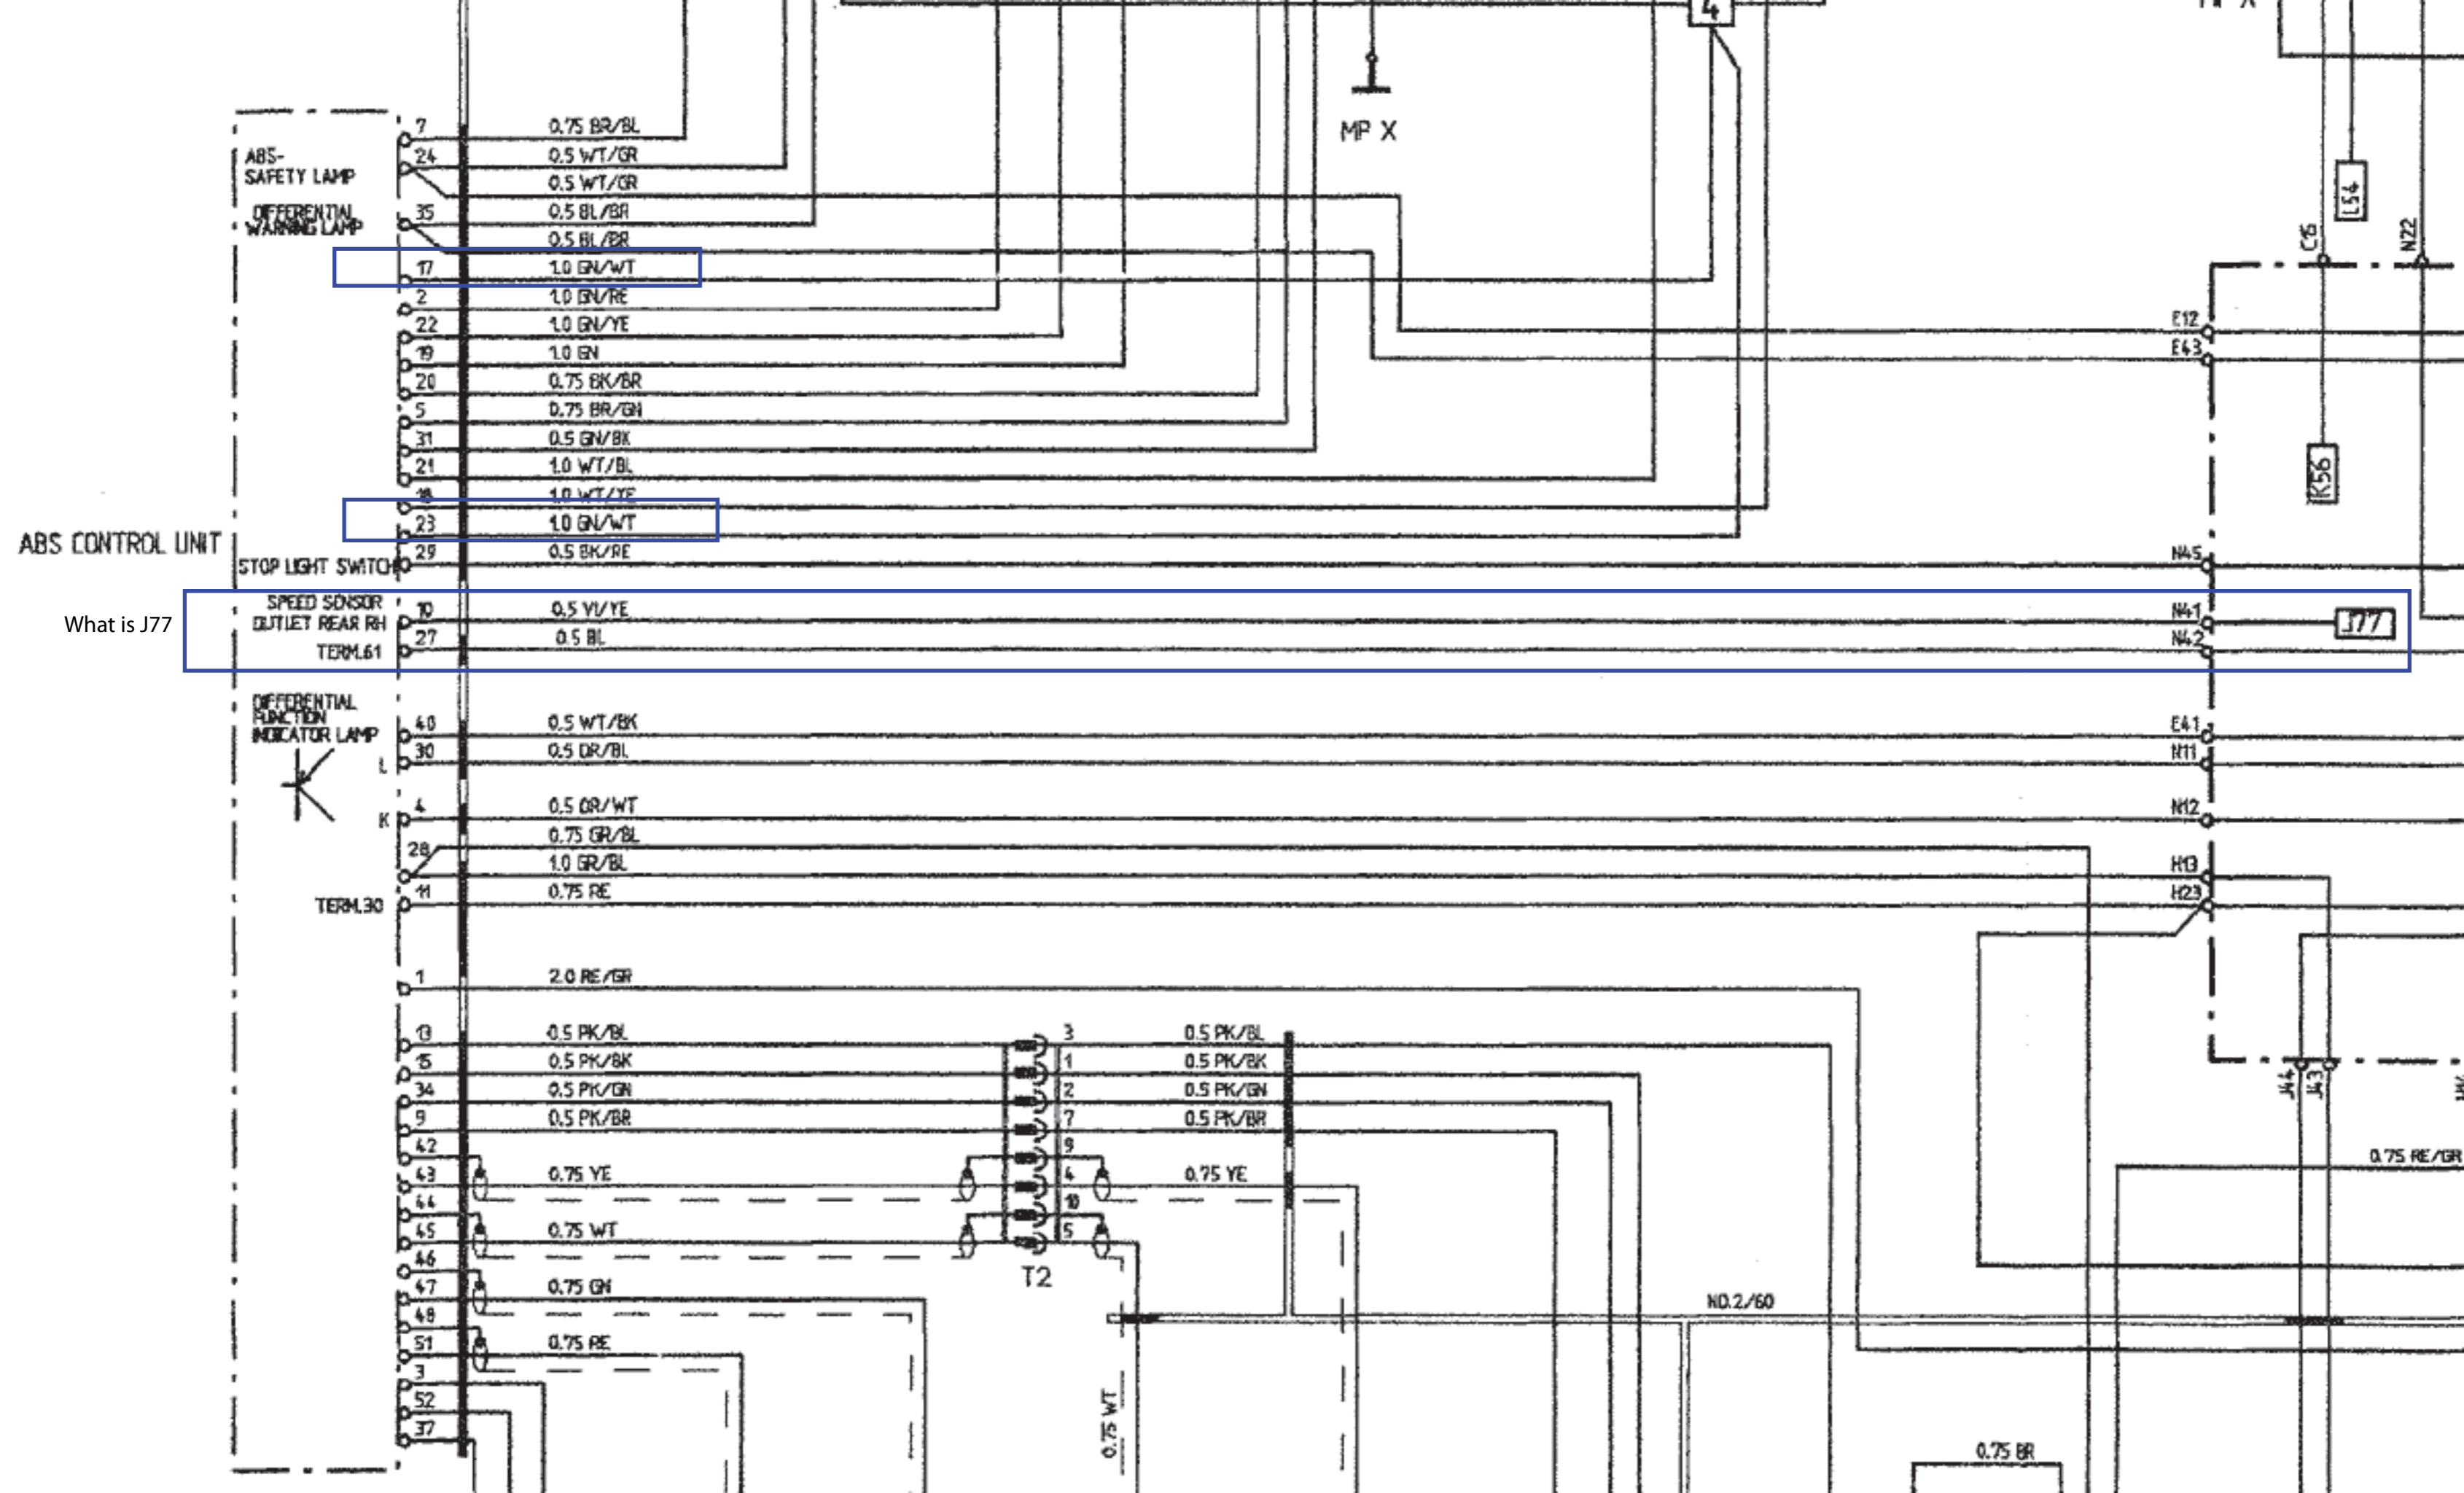 4
MP X
7 0.75 BR/BL
ABS-
SAFETY LAMP
24 0.5 WT/GR
0.5 WT/GR
DIFFERENTIAL
WARNING LAMP
35 0.5 BL/BR
0.5 BL/BR
17 1.0 GN/WT
2 1.0 GN/RE
22 1.0 GN/YE
19 1.0 GN
20 0.75 BK/BR
5 0.75 BR/GN
31 0.5 GN/BK
21 1.0 WT/BL
18 1.0 WT/YE
23 1.0 GN/WT
ABS CONTROL UNIT
29 0.5 BK/RE
STOP LIGHT SWITCH
N45
What is J77
SPEED SENSOR
OUTLET REAR RH
10 0.5 VI/YE N41 J77
TERM.61
27 0.5 BL N42
L54
C15
N22
E12
E43
K56
DIFFERENTIAL
FUNCTION
INDICATOR LAMP
40 0.5 WT/BK E41
L 30 0.5 BR/BL N11
K 4 0.5 GR/WT N12
28 0.75 GR/BL
1.0 GR/BL H13
TERM.30 11 0.75 RE H23
1 2.0 RE/GR
13 0.5 PK/BL 3 0.5 PK/BL
15 0.5 PK/BK 1 0.5 PK/BK
34 0.5 PK/GN 2 0.5 PK/GN
9 0.5 PK/BR 7 0.5 PK/BR
42 9
43 0.75 YE 4 0.75 YE
44 10
45 0.75 WT 5
46
T2
47 0.75 GN
48
51 0.75 RE
3
52
37
0.75 WT
NO.2/60
J44
J43
0.75 RE/GR
0.75 BR